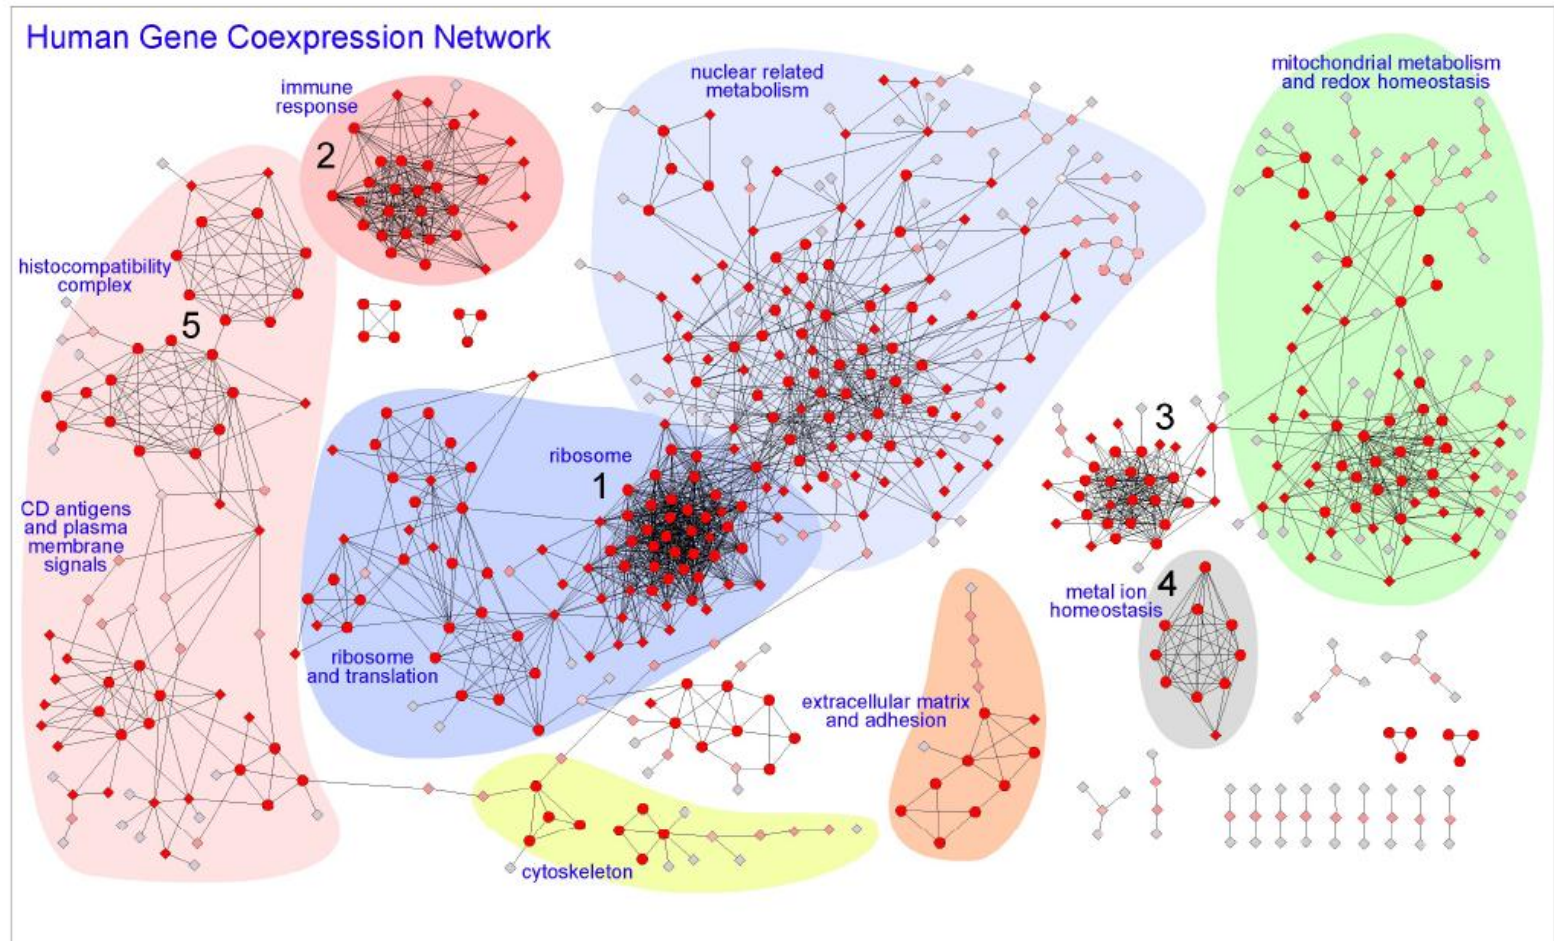 Human Gene Coexpression Network
immune
response
2
nuclear related
metabolism
mitochondrial metabolism
and redox homeostasis
histocompatibility
complex
5
3
ribosome
1
CD antigens
and plasma
membrane
signals
metal ion
homeostasis
4
ribosome
and translation
extracellular matrix
and adhesion
cytoskeleton